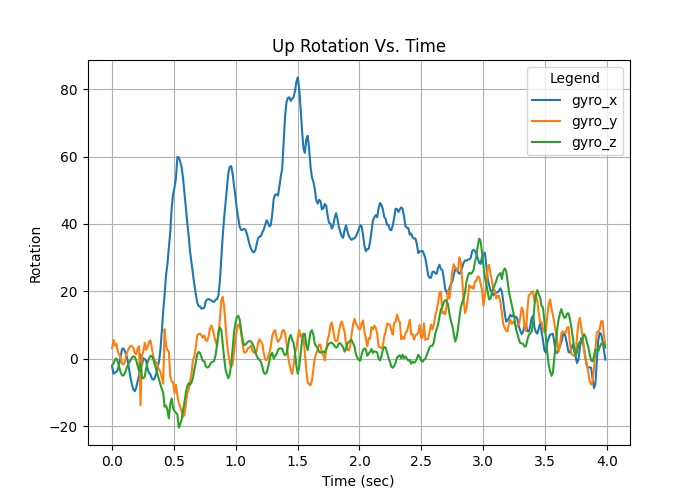 Up Rotation Vs. Time
Legend
gyro_x
gyro_y
gyro_z
Rotation
80
60
40
20
0
−20
0.0 0.5 1.0 1.5 2.0 2.5 3.0 3.5 4.0
Time (sec)